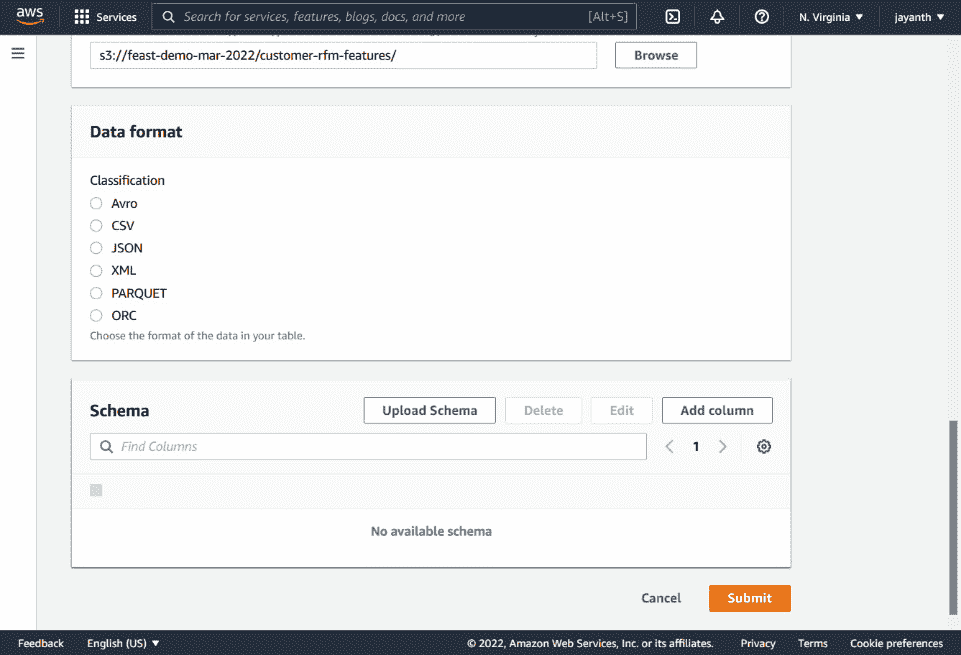 aws Services Search for services, features, blogs, docs, and more [Alt+S] N. Virginia ▼ jayanth ▼
s3://feast-demo-mar-2022/customer-rfm-features/ Browse
Data format
Classification
Avro
CSV
JSON
XML
PARQUET
ORC
Choose the format of the data in your table.
Schema Upload Schema Delete Edit Add column
Find Columns 1
No available schema
Cancel Submit
Feedback English (US) ▼ © 2022, Amazon Web Services, Inc. or its affiliates. Privacy Terms Cookie preferences